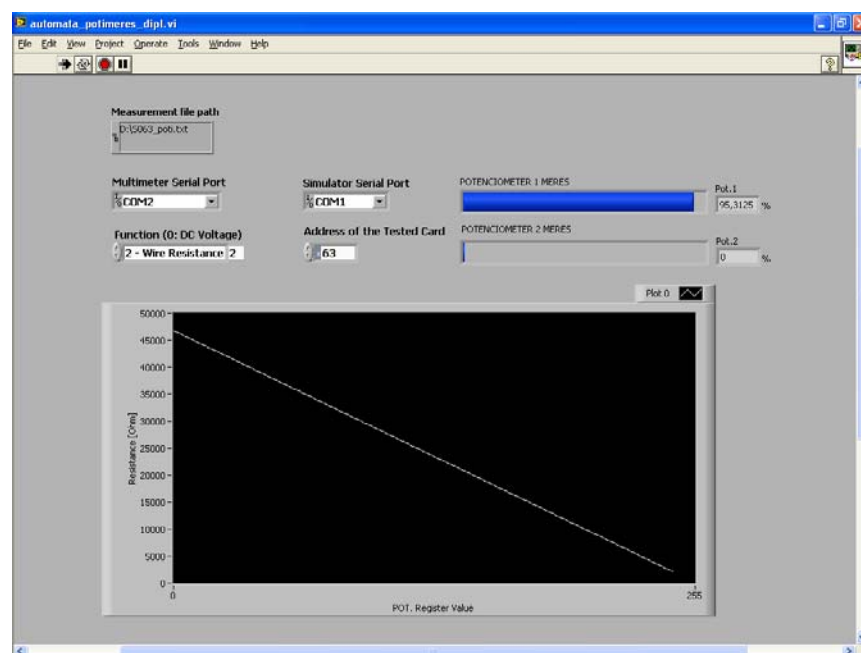 automata_potimeres_dipl.vi
File Edit View Project Operate Tools Window Help
Measurement file path
D:\S063_pot.txt
Multimeter Serial Port
COM2
Simulator Serial Port
COM1
POTENCIOMETER 1 MERES
Pot.1
95,3125 %
Function (0: DC Voltage)
2 - Wire Resistance 2
Address of the Tested Card
63
POTENCIOMETER 2 MERES
Pot.2
0 %
Plot 0
50000
45000
40000
35000
30000
25000
20000
15000
10000
5000
0
Resistance [Ohm]
0
255
POT. Register Value